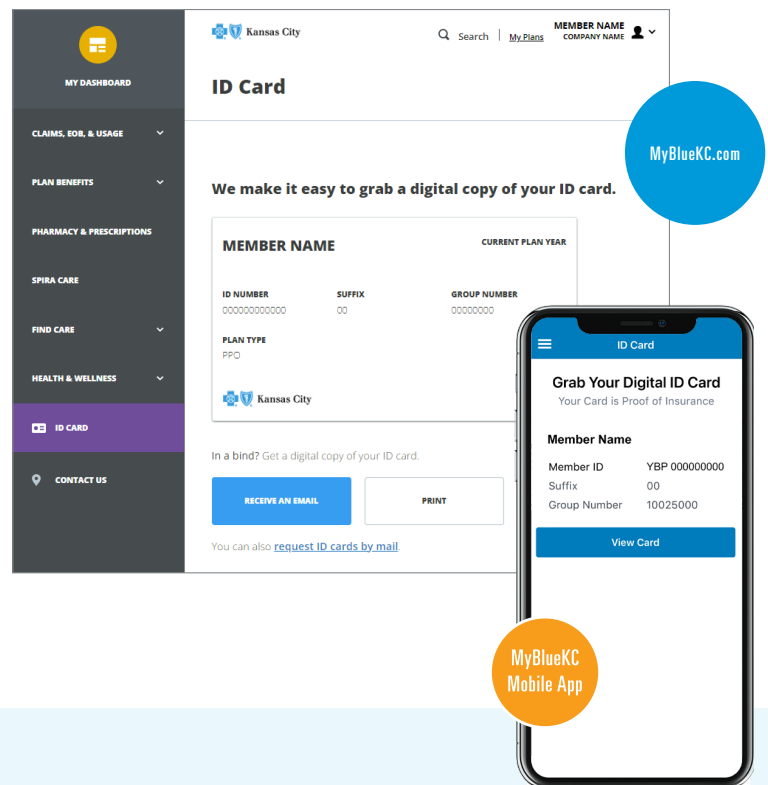 Kansas City
Search
My Plans
MEMBER NAME
COMPANY NAME
MY DASHBOARD
ID Card
CLAIMS, EOB, & USAGE
PLAN BENEFITS
PHARMACY & PRESCRIPTIONS
SPIRA CARE
FIND CARE
HEALTH & WELLNESS
ID CARD
CONTACT US
MyBlueKC.com
We make it easy to grab a digital copy of your ID card.
MEMBER NAME
CURRENT PLAN YEAR
ID NUMBER SUFFIX GROUP NUMBER
000000000000 00 00000000
PLAN TYPE
PPO
Kansas City
In a bind? Get a digital copy of your ID card.
RECEIVE AN EMAIL
PRINT
You can also request ID cards by mail.
ID Card
Grab Your Digital ID Card
Your Card is Proof of Insurance
Member Name
Member ID YBP 000000000
Suffix 00
Group Number 10025000
View Card
MyBlueKC
Mobile App